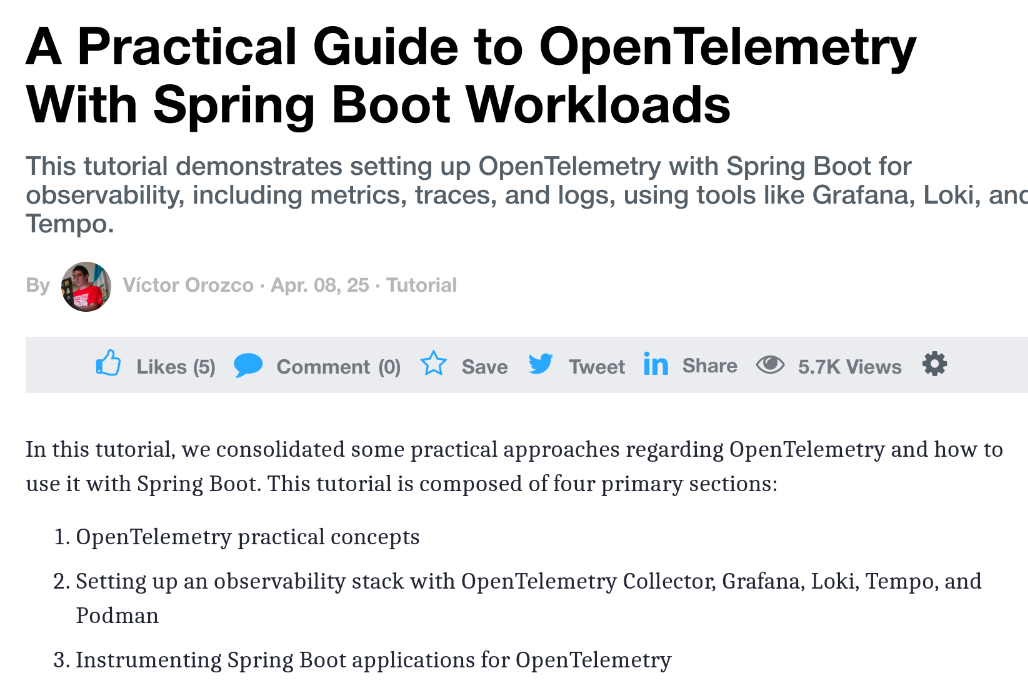 A Practical Guide to OpenTelemetry
With Spring Boot Workloads
This tutorial demonstrates setting up OpenTelemetry with Spring Boot for
observability, including metrics, traces, and logs, using tools like Grafana, Loki, and
Tempo.
By Víctor Orozco · Apr. 08, 25 · Tutorial
Likes (5) Comment (0) Save Tweet Share 5.7K Views
In this tutorial, we consolidated some practical approaches regarding OpenTelemetry and how to
use it with Spring Boot. This tutorial is composed of four primary sections:
1. OpenTelemetry practical concepts
2. Setting up an observability stack with OpenTelemetry Collector, Grafana, Loki, Tempo, and
Podman
3. Instrumenting Spring Boot applications for OpenTelemetry